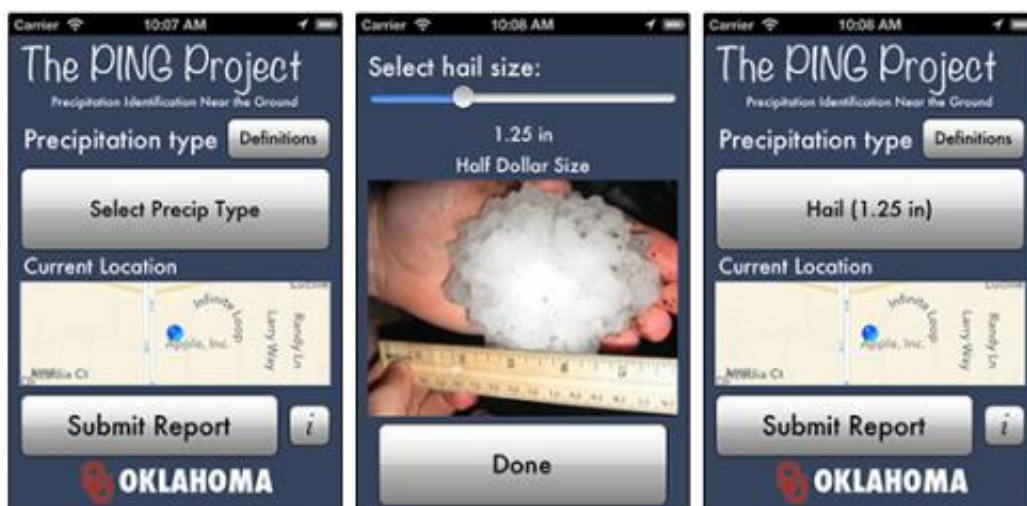 Carrier 10:07 AM
The PING Project
Precipitation Identification Near the Ground
Precipitation type Definitions
Select Precip Type
Current Location
Infinite Loop
Apple, Inc.
Larry Way
Randy Ln
Lucille
Ct
Submit Report i
OKLAHOMA
Carrier 10:08 AM
Select hail size:
1.25 in
Half Dollar Size
Done
Carrier 10:08 AM
The PING Project
Precipitation Identification Near the Ground
Precipitation type Definitions
Hail (1.25 in)
Current Location
Infinite Loop
Apple, Inc.
Larry Way
Randy Ln
Ct
Submit Report i
OKLAHOMA